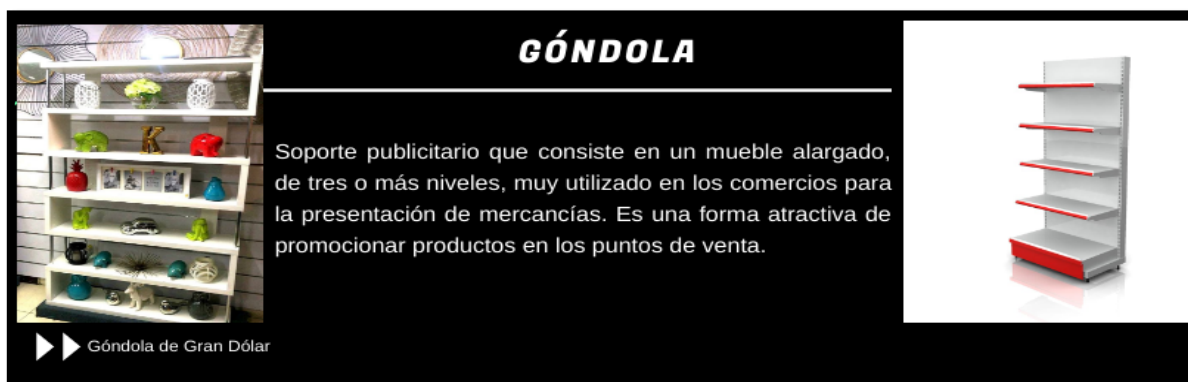 GÓNDOLA
Soporte publicitario que consiste en un mueble alargado,
de tres o más niveles, muy utilizado en los comercios para
la presentación de mercancías. Es una forma atractiva de
promocionar productos en los puntos de venta.
Góndola de Gran Dólar